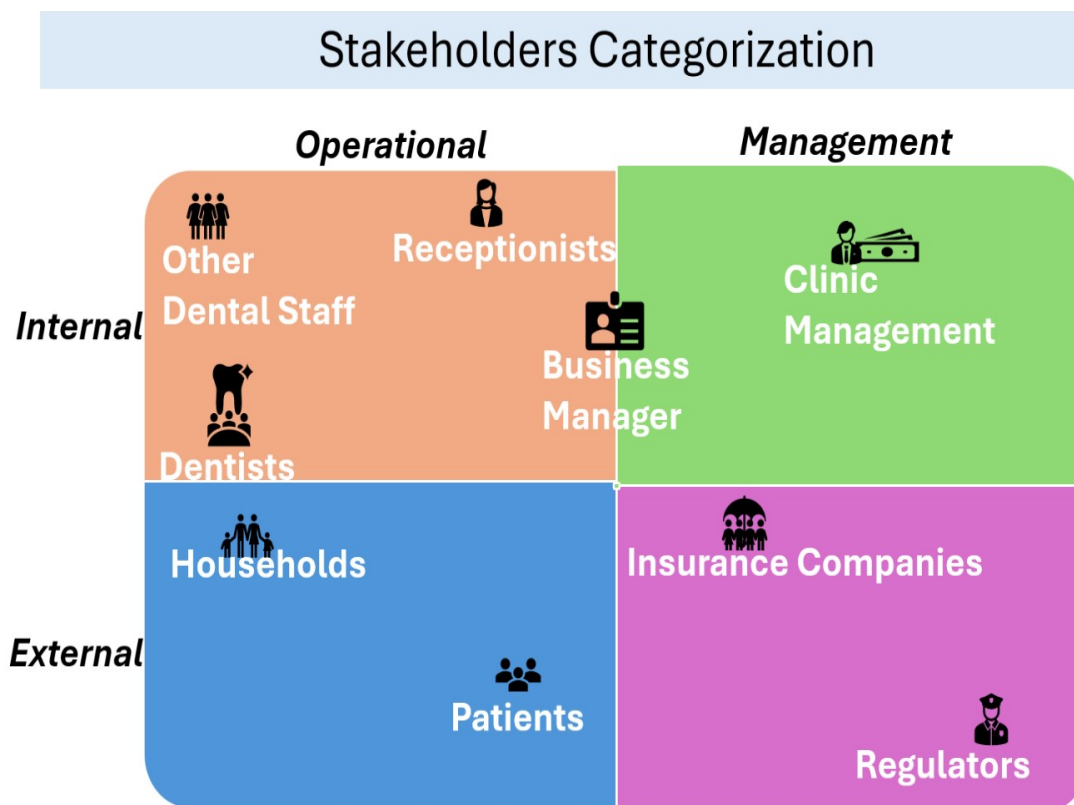 Stakeholders Categorization
Operational
Management
Other
Dental Staff
Receptionists
Clinic
Management
Internal
Business
Manager
Dentists
Households
Insurance Companies
External
Patients
Regulators